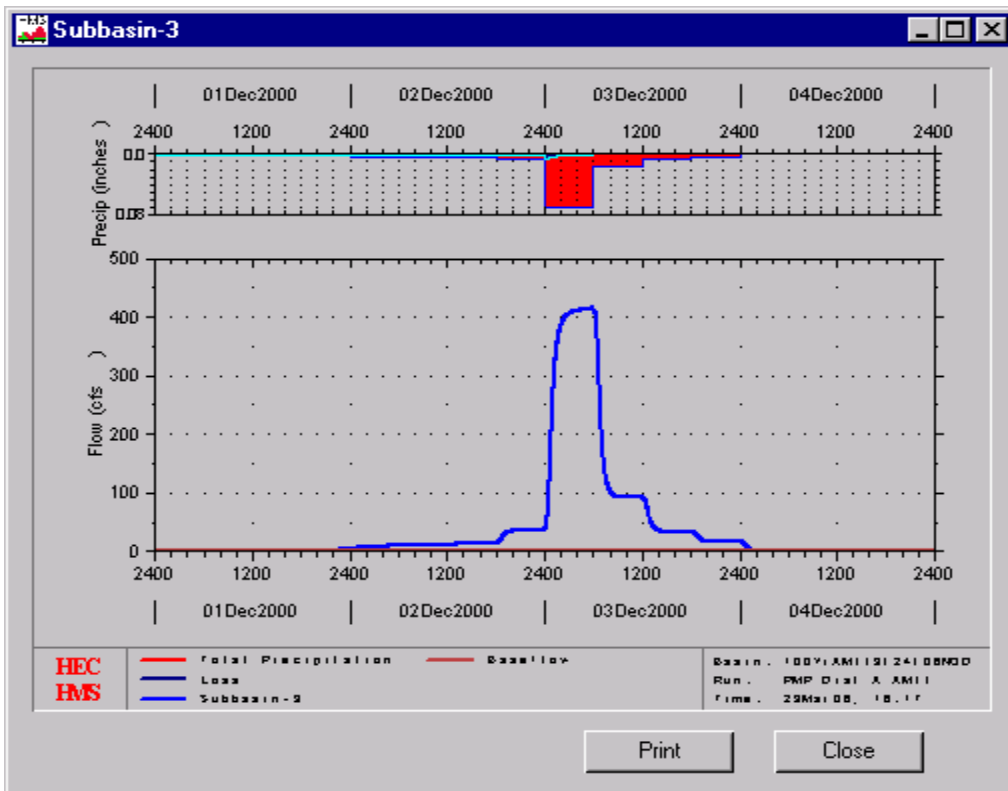 Subbasin-3
01Dec2000 02Dec2000 03Dec2000 04Dec2000
2400 1200 2400 1200 2400 1200 2400 1200 2400
Precip (inches )
0.0
0.08
Flow (cfs )
500
400
300
200
100
0
2400 1200 2400 1200 2400 1200 2400 1200 2400
01Dec2000 02Dec2000 03Dec2000 04Dec2000
HEC
HMS
Total Precipitation
Baseflow
Loss
Subbasin-3
Basin:
Run:
Time:
Print Close